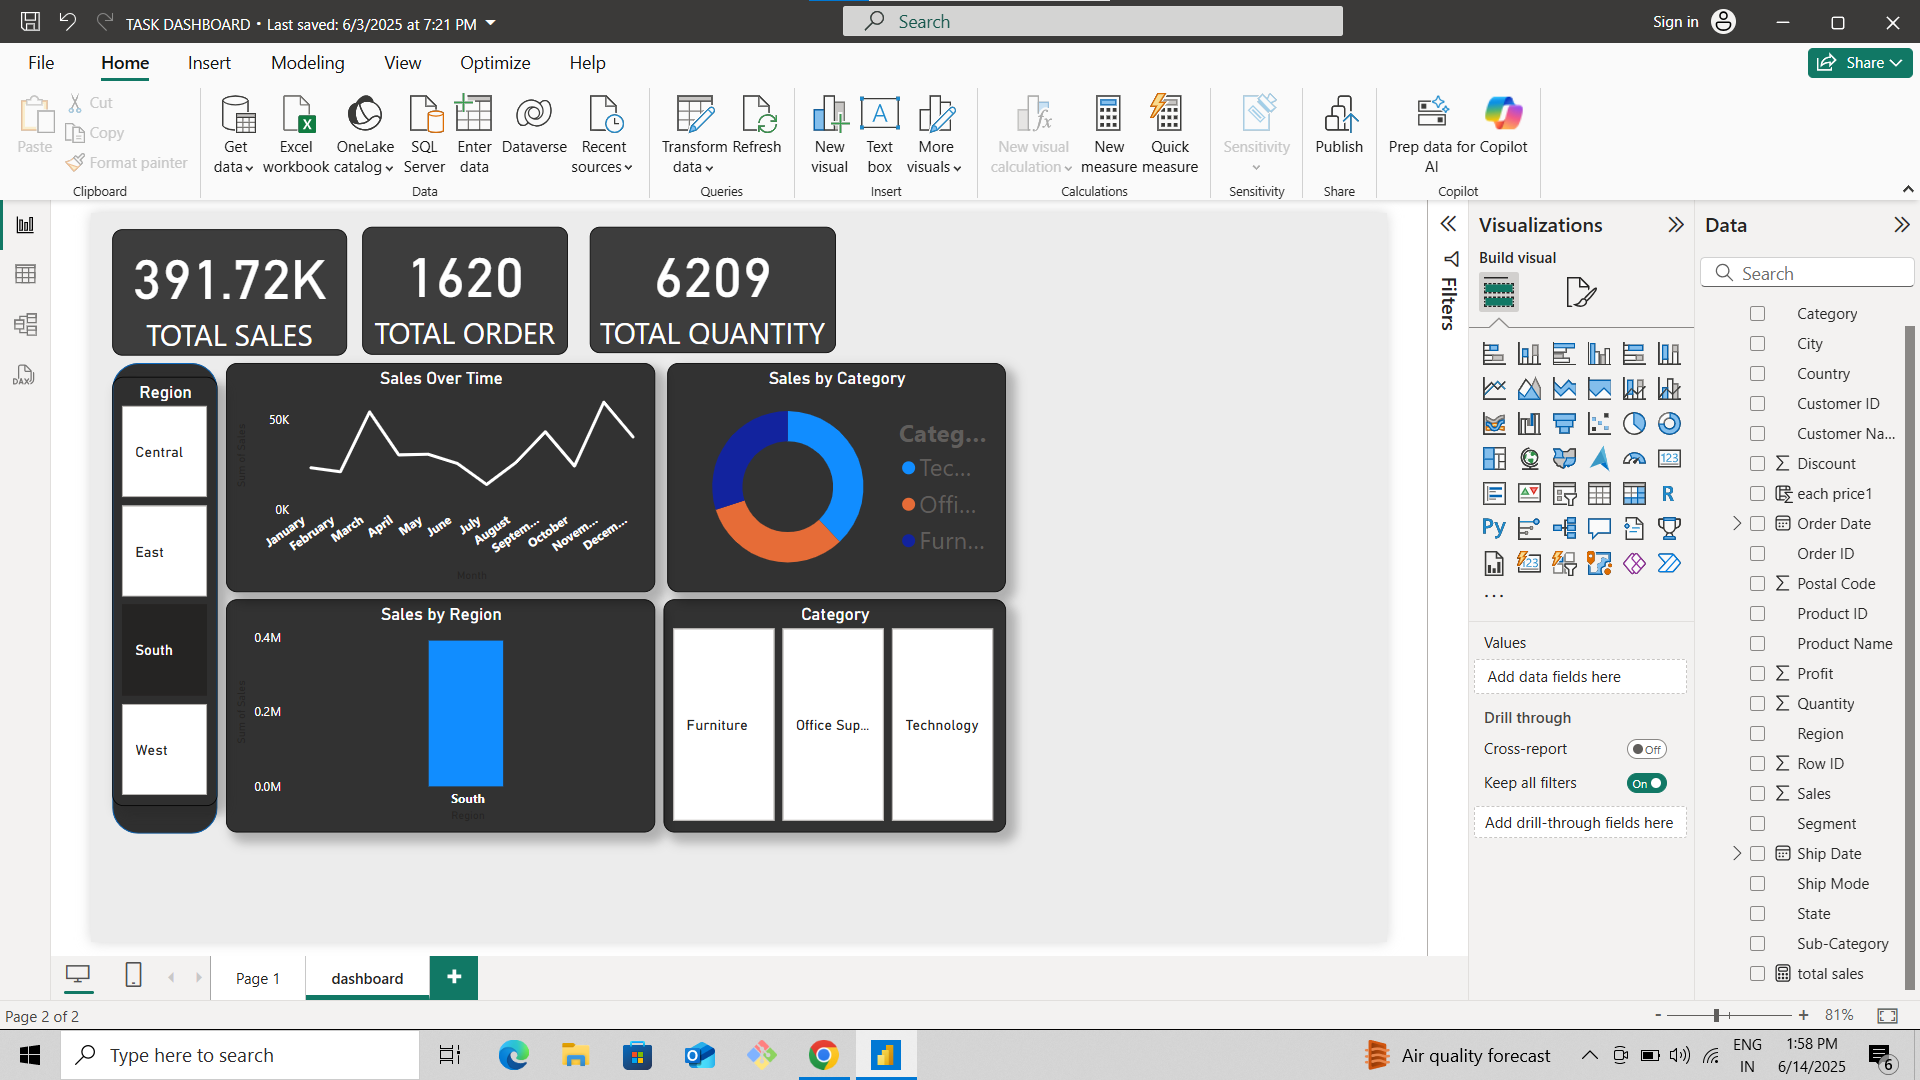 TASK DASHBOARD • Last saved: 6/3/2025 at 7:21 PM
Search
Sign in
File
Home
Insert
Modeling
View
Optimize
Help
Share
Paste
Cut
Copy
Format painter
Clipboard
Get
data
Excel
workbook
OneLake
catalog
SQL
Server
Enter
data
Dataverse
Recent
sources
Data
Transform
data
Refresh
Queries
New
visual
A
Text
box
More
visuals
Insert
New visual
calculation
New
measure
Quick
measure
Calculations
Sensitivity
Sensitivity
Publish
Share
Prep data for
AI
Copilot
Copilot
391.72K
TOTAL SALES
1620
TOTAL ORDER
6209
TOTAL QUANTITY
Region
Central
East
South
West
Sales Over Time
Sum of Sales
50K
0K
January
February
March
April
May
June
July
August
Septem...
October
Novem...
Decem...
Month
Sales by Category
Categ...
Tec...
Offi...
Furn...
Sales by Region
Sum of Sales
0.4M
0.2M
0.0M
South
Region
Category
Furniture
Office Sup...
Technology
Filters
Visualizations
Build visual
123
R
Py
123
...
Values
Add data fields here
Drill through
Cross-report
Off
Keep all filters
On
Add drill-through fields here
Data
Search
Category
City
Country
Customer ID
Customer Na...
Discount
each price1
Order Date
Order ID
Postal Code
Product ID
Product Name
Profit
Quantity
Region
Row ID
Sales
Segment
Ship Date
Ship Mode
State
Sub-Category
total sales
DAX
Page 1
dashboard
+
Page 2 of 2
- + 81%
Type here to search
Air quality forecast
ENG
IN
1:58 PM
6/14/2025
6